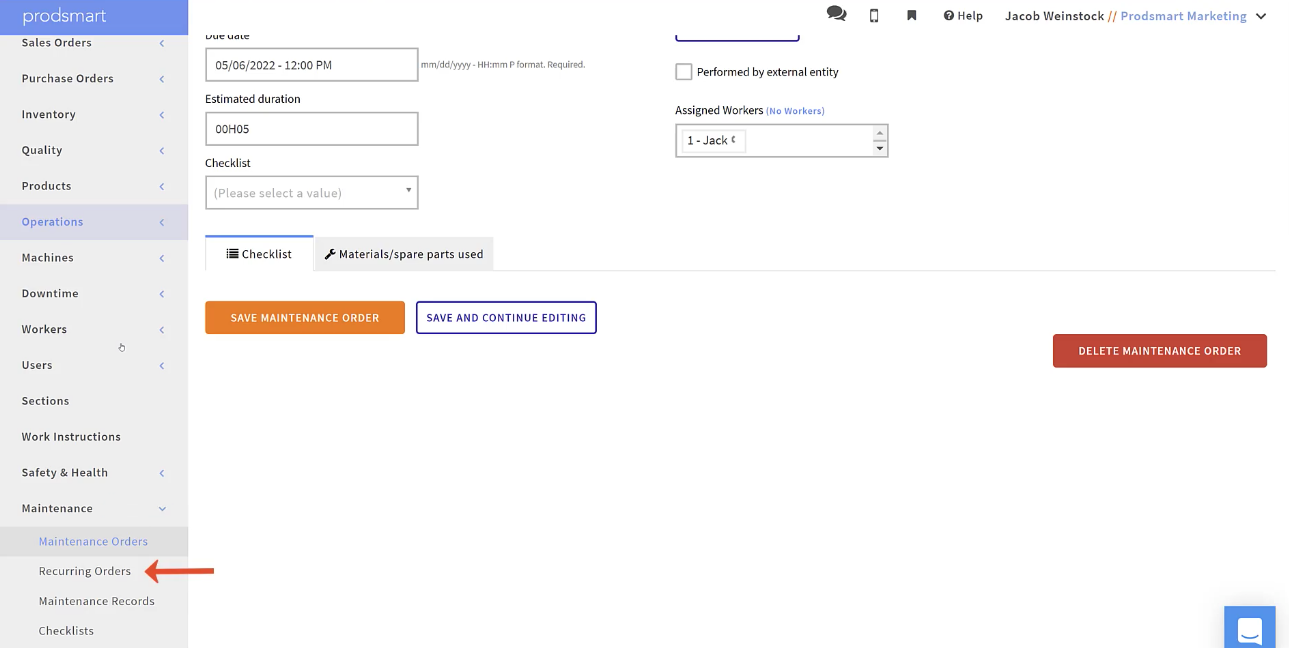 prodsmart
Help
Jacob Weinstock // Prodsmart Marketing
Sales Orders
Purchase Orders
Inventory
Quality
Products
Operations
Machines
Downtime
Workers
Users
Sections
Work Instructions
Safety & Health
Maintenance
Maintenance Orders
Recurring Orders
Maintenance Records
Checklists
Due date
05/06/2022 - 12:00 PM
mm/dd/yyyy - HH:mm P format. Required.
Estimated duration
00H05
Checklist
(Please select a value)
Performed by external entity
Assigned Workers (No Workers)
1 - Jack
Checklist
Materials/spare parts used
SAVE MAINTENANCE ORDER
SAVE AND CONTINUE EDITING
DELETE MAINTENANCE ORDER